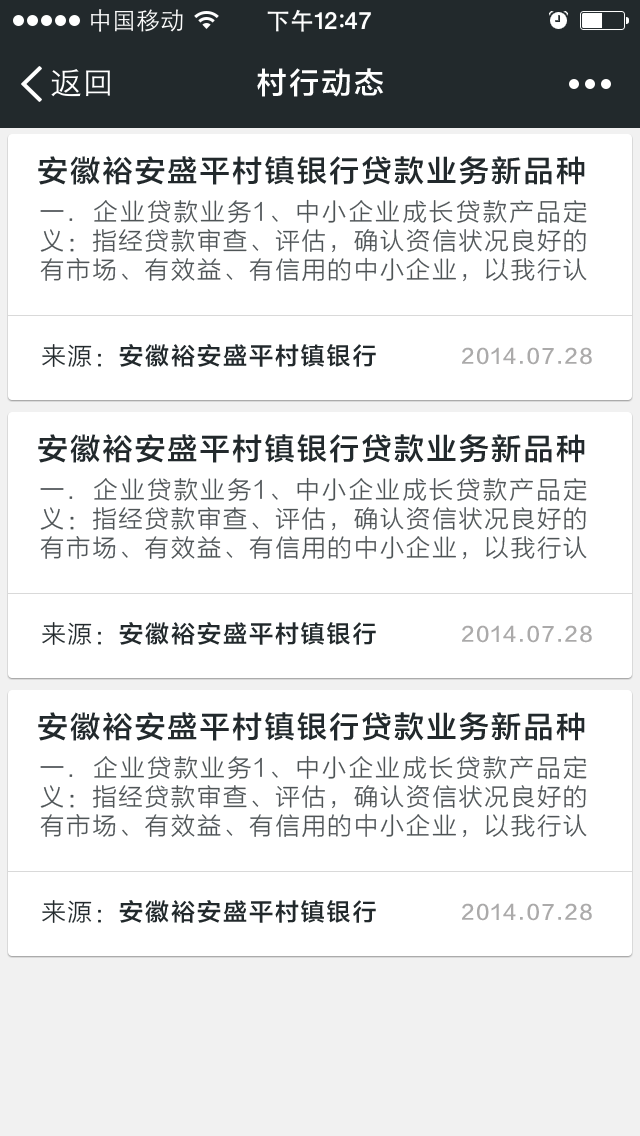 中国移动 下午12:47
返回 村行动态
安徽裕安盛平村镇银行贷款业务新品种
一．企业贷款业务1、中小企业成长贷款产品定
义：指经贷款审查、评估，确认资信状况良好的
有市场、有效益、有信用的中小企业，以我行认
来源：安徽裕安盛平村镇银行 2014.07.28
安徽裕安盛平村镇银行贷款业务新品种
一．企业贷款业务1、中小企业成长贷款产品定
义：指经贷款审查、评估，确认资信状况良好的
有市场、有效益、有信用的中小企业，以我行认
来源：安徽裕安盛平村镇银行 2014.07.28
安徽裕安盛平村镇银行贷款业务新品种
一．企业贷款业务1、中小企业成长贷款产品定
义：指经贷款审查、评估，确认资信状况良好的
有市场、有效益、有信用的中小企业，以我行认
来源：安徽裕安盛平村镇银行 2014.07.28